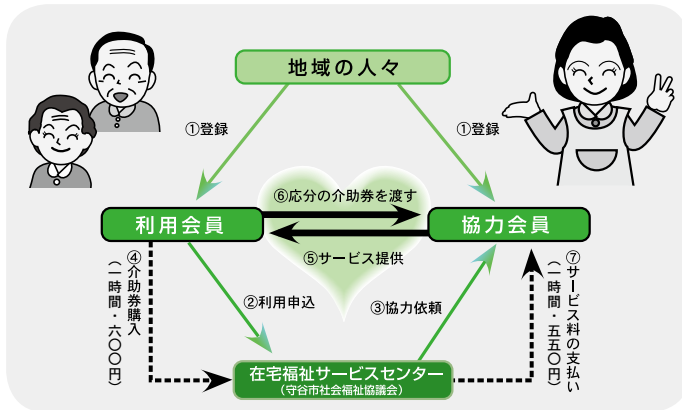 地域の人々
①登録
①登録
⑥応分の介助券を渡す
利用会員
協力会員
⑤サービス提供
④介助券購入
(一時間・六〇〇円)
②利用申込
③協力依頼
⑦サービス料の支払い
(一時間・五五〇円)
在宅福祉サービスセンター
(守谷市社会福祉協議会)